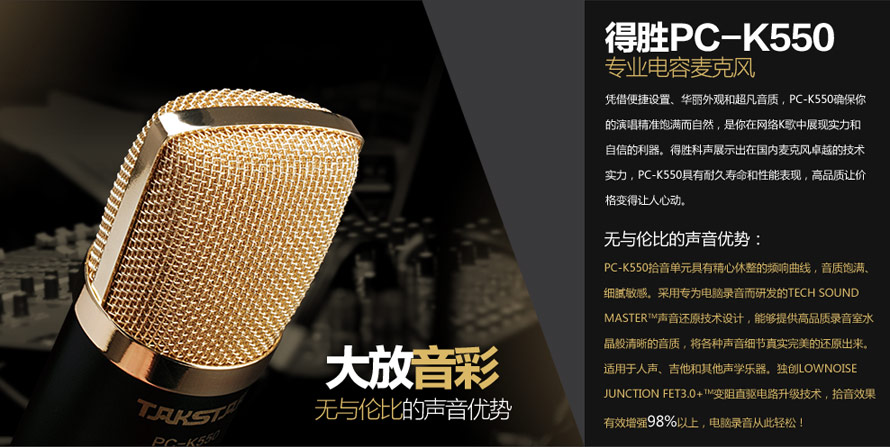 大放音彩
无与伦比的声音优势
TAKSTAR
PC-K550
得胜PC-K550
专业电容麦克风
凭借便捷设置、华丽外观和超凡音质，PC-K550确保你
的演唱精准饱满而自然，是你在网络K歌中展现实力和
自信的利器。得胜科声展示出在国内麦克风卓越的技术
实力，PC-K550具有耐久寿命和性能表现，高品质让价
格变得让人心动。
无与伦比的声音优势：
PC-K550拾音单元具有精心休整的频响曲线，音质饱满、
细腻敏感。采用专为电脑录音而研发的TECH SOUND
MASTER™声音还原技术设计，能够提供高品质录音室水
晶般清晰的音质，将各种声音细节真实完美的还原出来。
适用于人声、吉他和其他声学乐器。独创LOWNOISE
JUNCTION FET3.0+™变阻直驱电路升级技术，拾音效果
有效增强98%以上，电脑录音从此轻松！